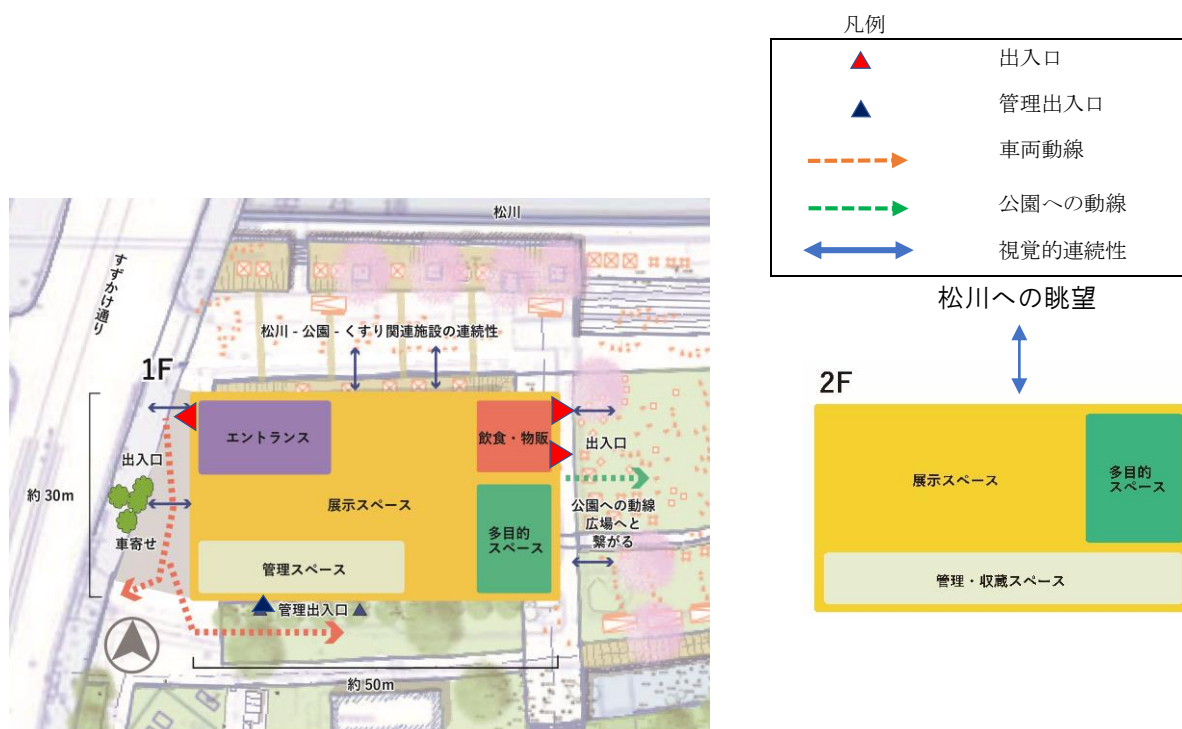 凡例
出入口
管理出入口
車両動線
公園への動線
視覚的連続性
松川
すずかけ通り
松川 - 公園 - くすり関連施設の連続性
1F
エントランス
飲食・物販
出入口
出入口
約 30m
展示スペース
公園への動線
広場へと
繋がる
車寄せ
多目的
スペース
管理スペース
管理出入口
約 50m
松川への眺望
2F
展示スペース
多目的
スペース
管理・収蔵スペース